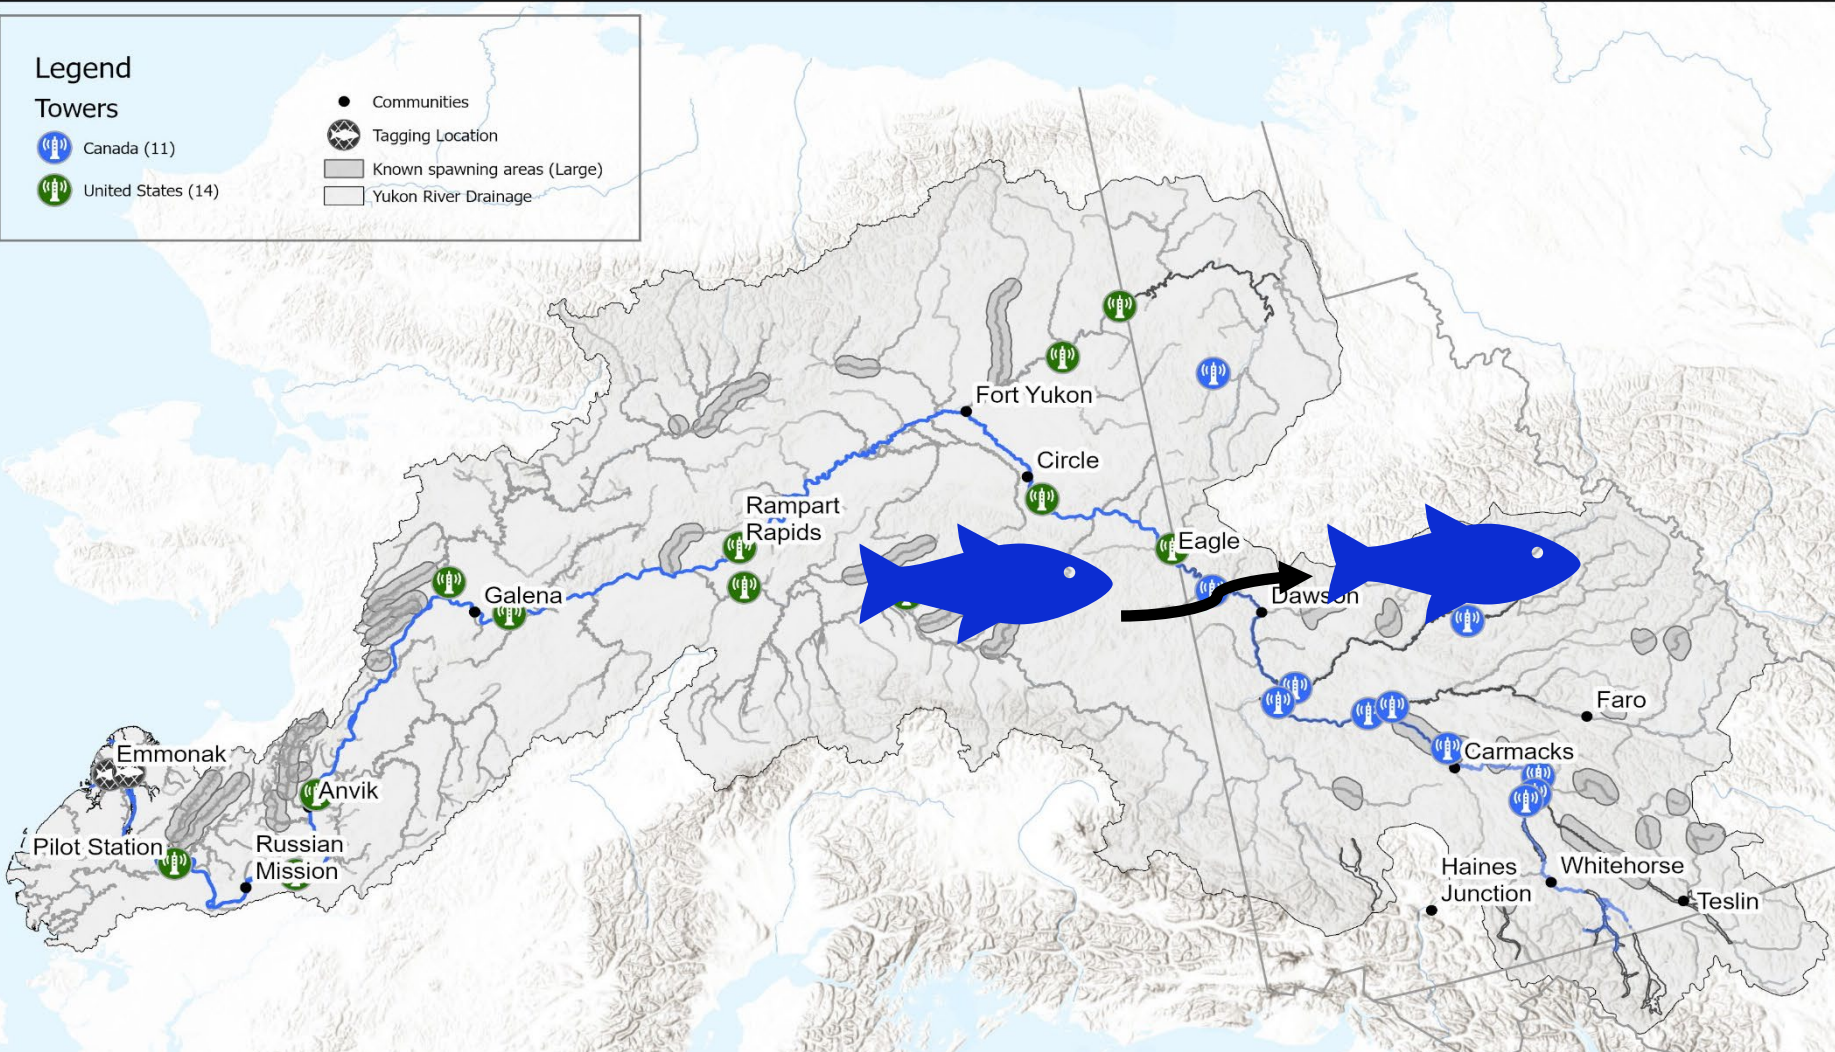 Legend
Towers
Canada (11)
United States (14)
Communities
Tagging Location
Known spawning areas (Large)
Yukon River Drainage
Fort Yukon
Circle
Rampart
Rapids
Eagle
Galena
Dawson
Faro
Emmonak
Carmacks
Anvik
Pilot Station
Russian
Mission
Haines
Junction
Whitehorse
Teslin